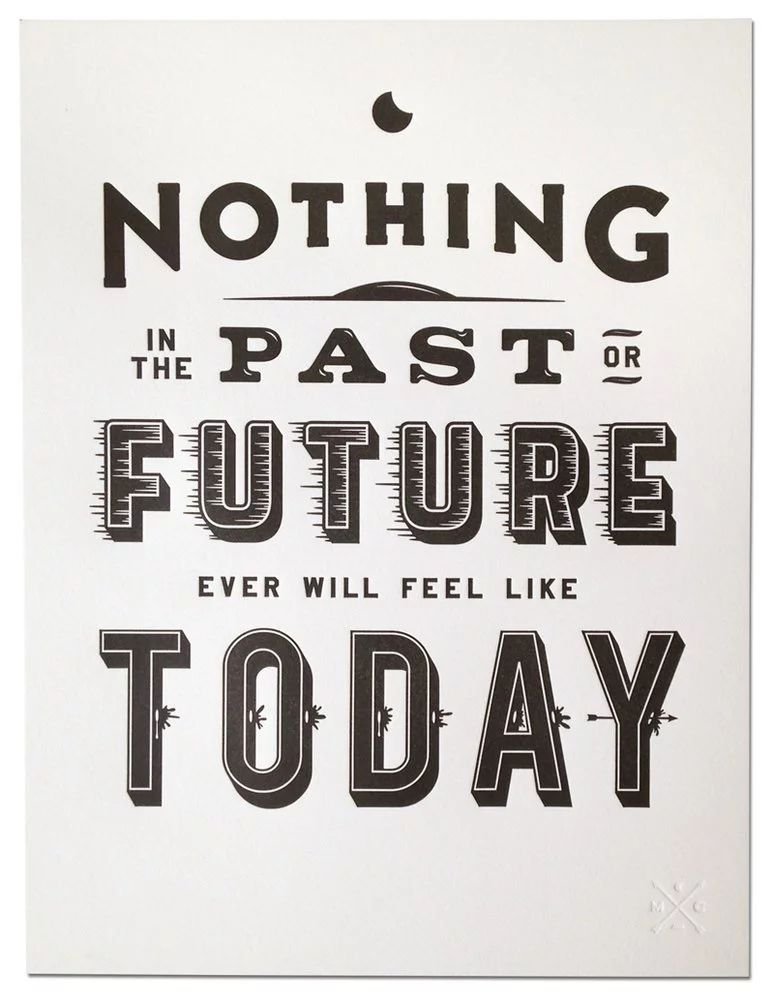 NOTHING
IN THE PAST OR
FUTURE
EVER WILL FEEL LIKE
TODAY
M C G